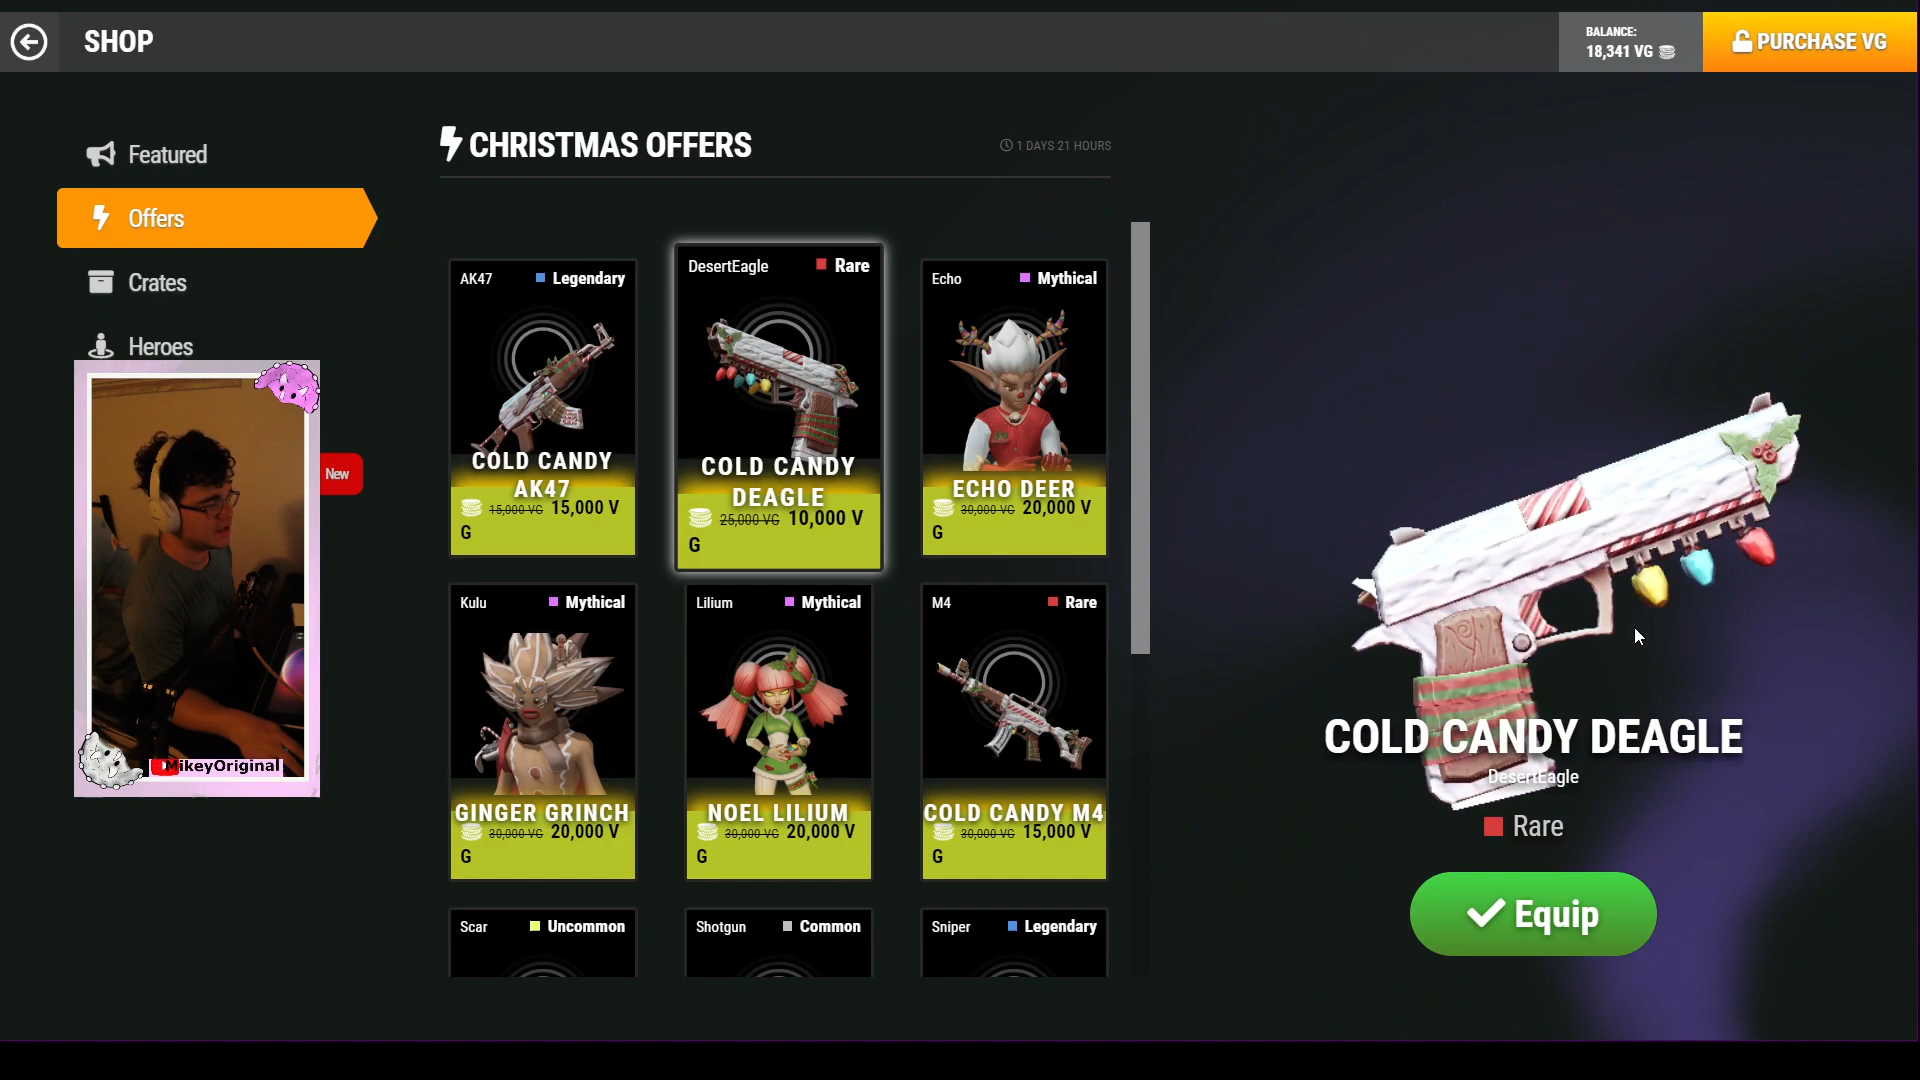 SHOP
BALANCE:
18,341 VG
PURCHASE VG
Featured
Offers
Crates
Heroes
New
MikeyOriginal
CHRISTMAS OFFERS
1 DAYS 21 HOURS
AK47 Legendary
COLD CANDY
AK47
15,000 VG 15,000 V
G
DesertEagle Rare
COLD CANDY
DEAGLE
25,000 VG 10,000 V
G
Echo Mythical
ECHO DEER
30,000 VG 20,000 V
G
Kulu Mythical
GINGER GRINCH
30,000 VG 20,000 V
G
Lilium Mythical
NOEL LILIUM
30,000 VG 20,000 V
G
M4 Rare
COLD CANDY M4
30,000 VG 15,000 V
G
Scar Uncommon
Shotgun Common
Sniper Legendary
COLD CANDY DEAGLE
DesertEagle
Rare
Equip